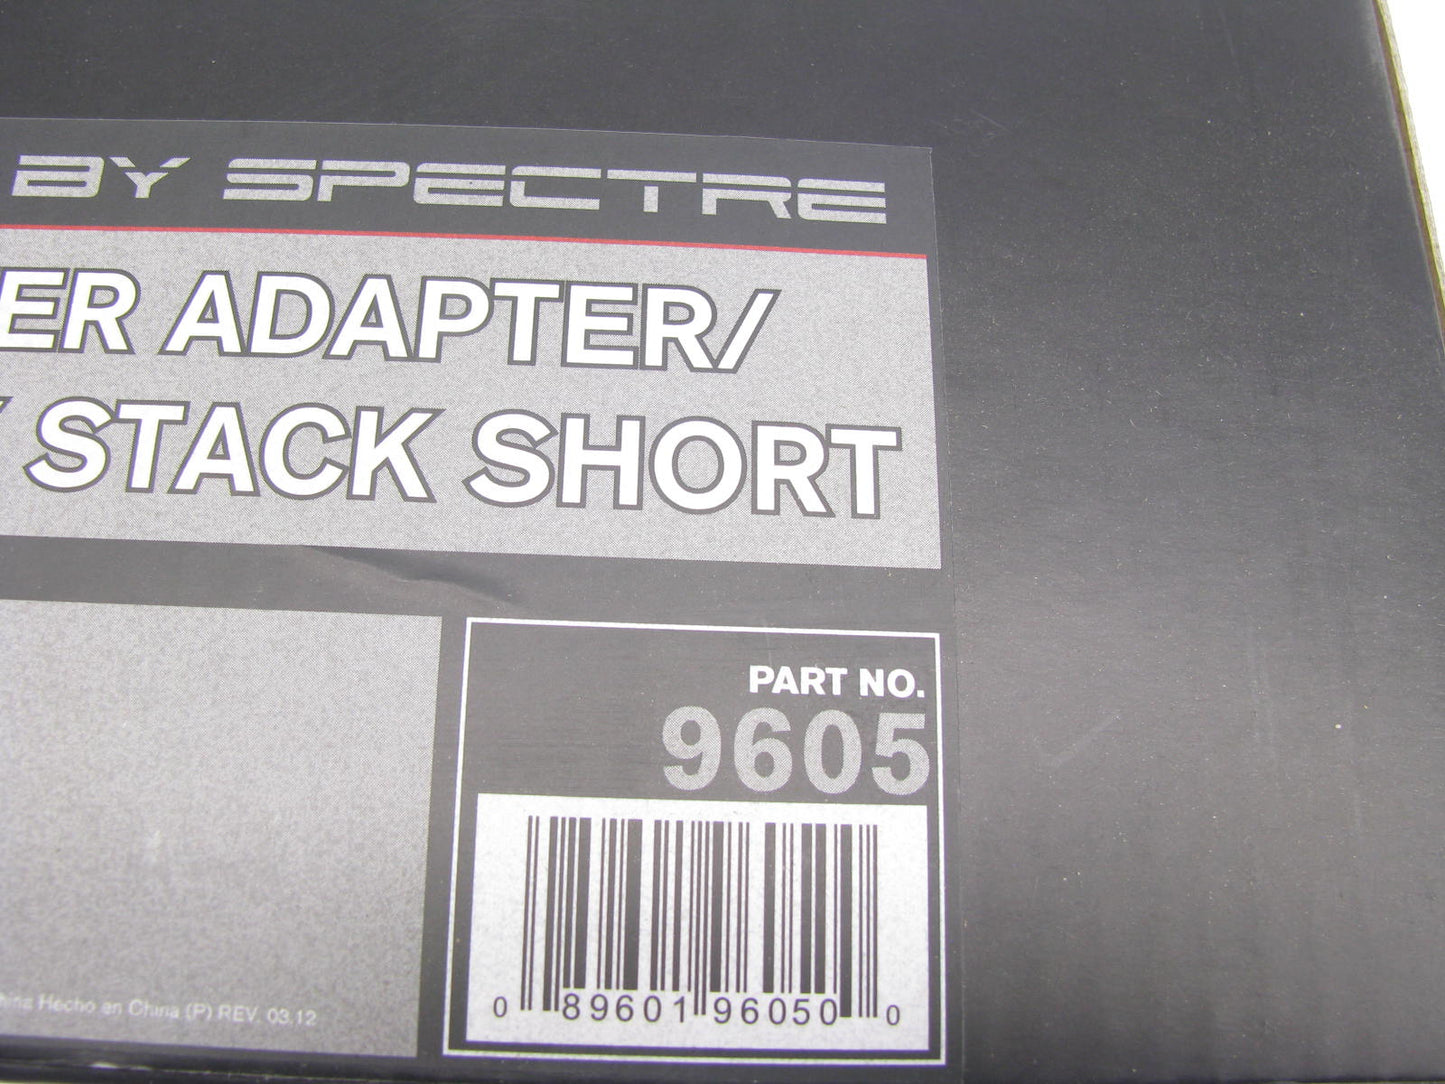 BY SPECTRE
ER ADAPTER/
STACK SHORT
PART NO.
9605
0 89601 96050 0
hina Hecho en China (P) REV. 03.12